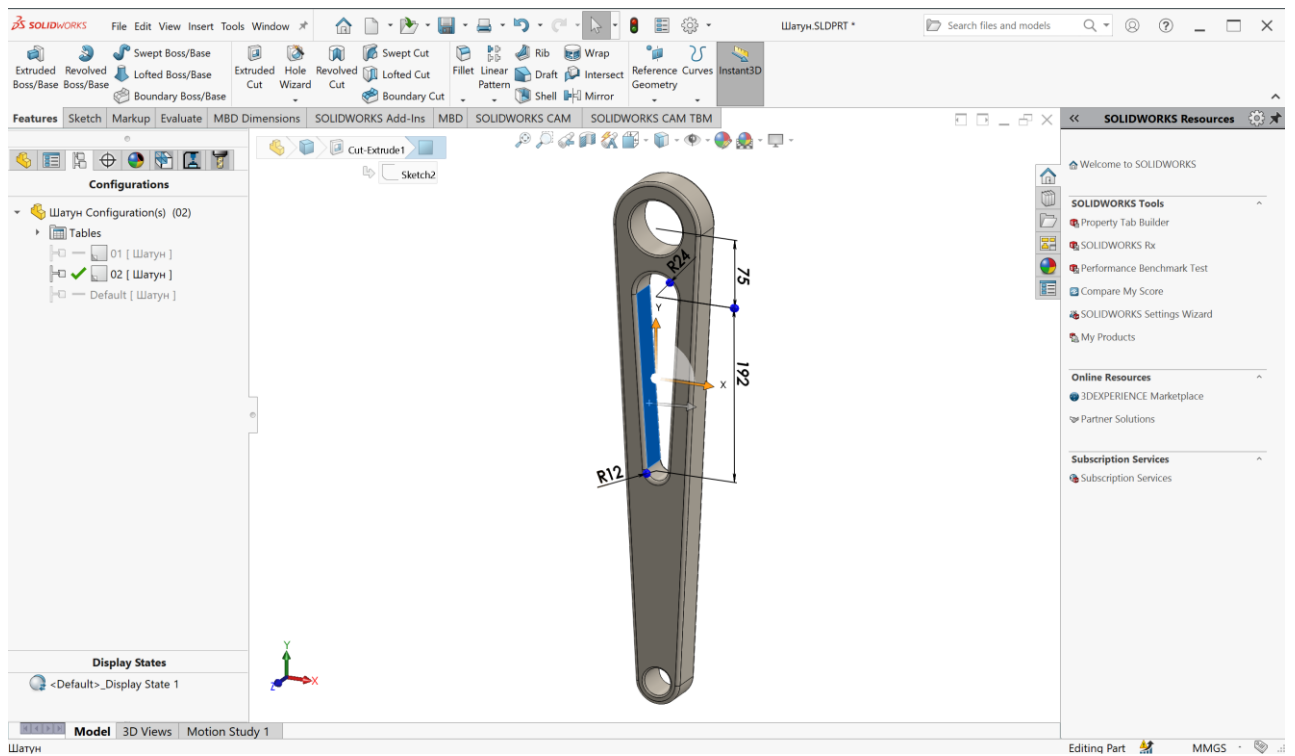 SOLIDWORKS File Edit View Insert Tools Window Шатун.SLDPRT * Search files and models
Extruded Boss/Base Revolved Boss/Base Swept Boss/Base Lofted Boss/Base Boundary Boss/Base Extruded Cut Hole Wizard Revolved Cut Swept Cut Lofted Cut Boundary Cut Fillet Linear Pattern Rib Draft Shell Wrap Intersect Mirror Reference Geometry Curves Instant3D
Features Sketch Markup Evaluate MBD Dimensions SOLIDWORKS Add-Ins MBD SOLIDWORKS CAM SOLIDWORKS CAM TBM
Configurations
Шатун Configuration(s) (02)
Tables
01 [ Шатун ]
02 [ Шатун ]
Default [ Шатун ]
Display States
<Default>_Display State 1
Cut-Extrude1
Sketch2
R24
75
Y
X
192
R12
Y
X
Z
SOLIDWORKS Resources
Welcome to SOLIDWORKS
SOLIDWORKS Tools
Property Tab Builder
SOLIDWORKS Rx
Performance Benchmark Test
Compare My Score
SOLIDWORKS Settings Wizard
My Products
Online Resources
3DEXPERIENCE Marketplace
Partner Solutions
Subscription Services
Subscription Services
Model 3D Views Motion Study 1
Шатун Editing Part MMGS